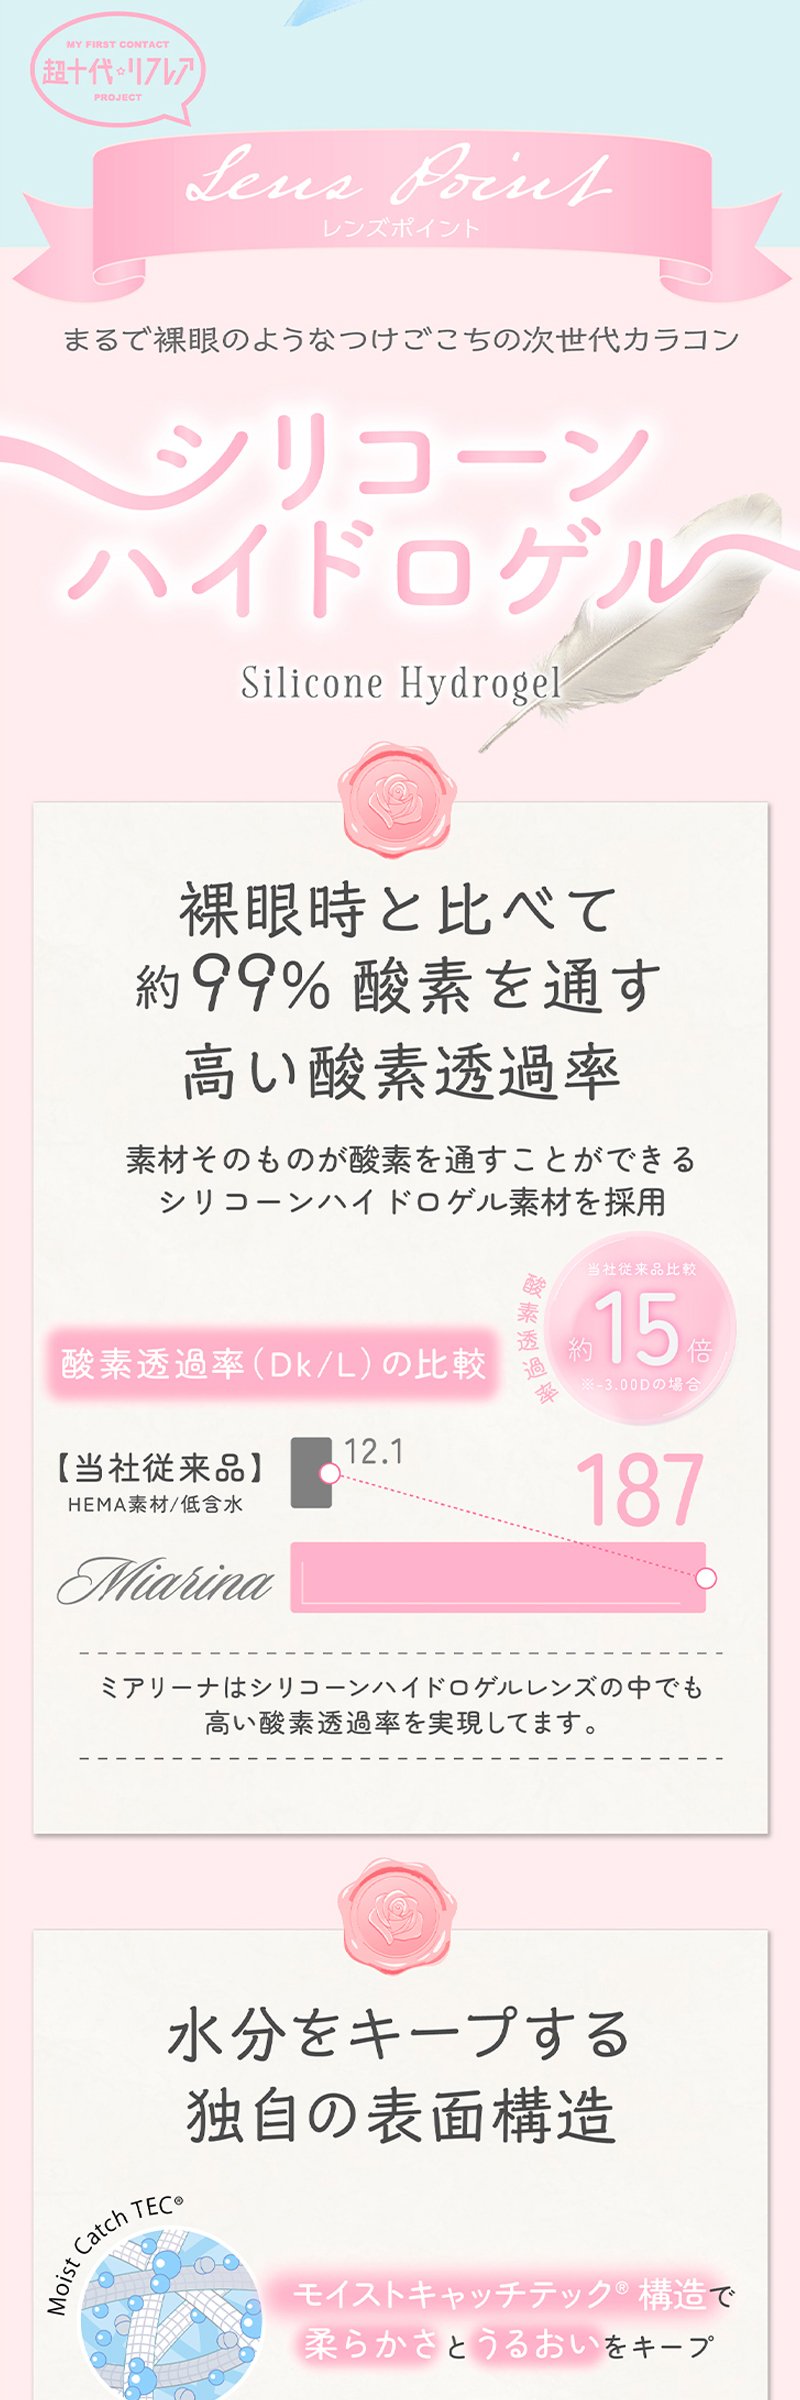 MY FIRST CONTACT
超十代☆リフレア
PROJECT
Lens Point
レンズポイント
まるで裸眼のようなつけごこちの次世代カラコン
シリコーン
ハイドロゲル
Silicone Hydrogel
裸眼時と比べて
約99%酸素を通す
高い酸素透過率
素材そのものが酸素を通すことができる
シリコーンハイドロゲル素材を採用
酸素透過率
当社従来品比較
約15倍
※-3.00Dの場合
酸素透過率(Dk/L)の比較
【当社従来品】
HEMA素材/低含水
12.1
187
Miarina
ミアリーナはシリコーンハイドロゲルレンズの中でも
高い酸素透過率を実現してます。
水分をキープする
独自の表面構造
Moist Catch TEC®
モイストキャッチテック®構造で
柔らかさとうるおいをキープ